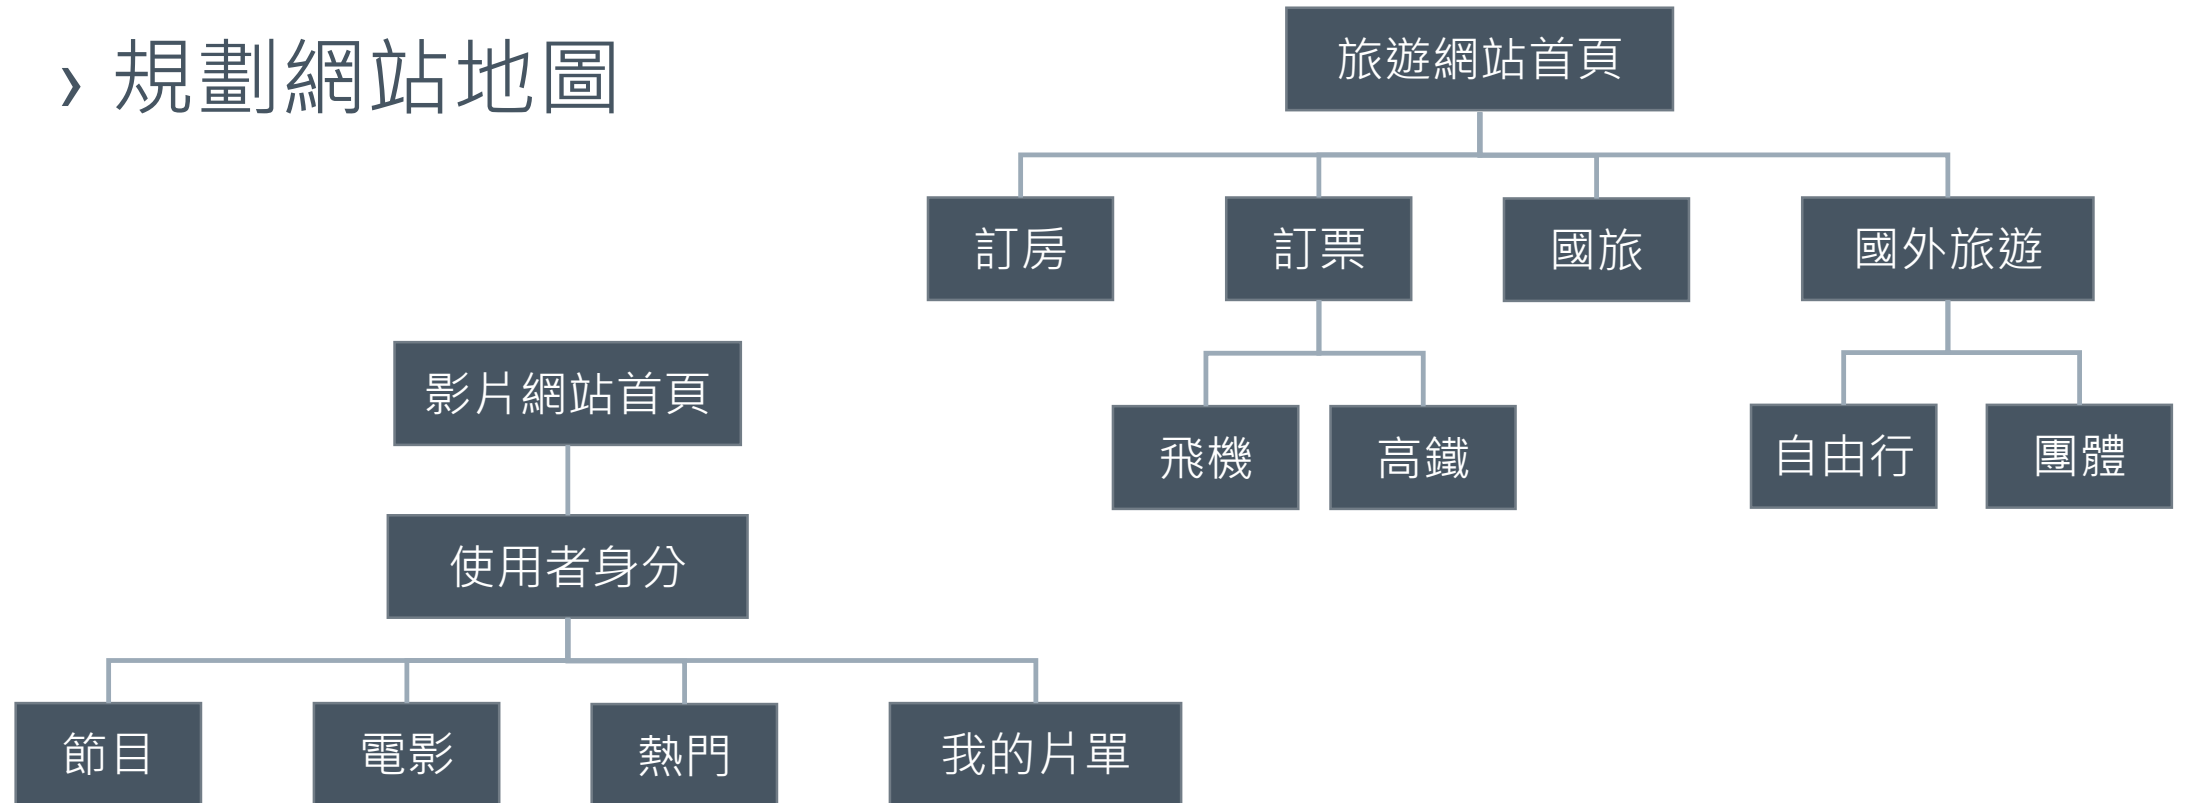 › 規劃網站地圖
旅遊網站首頁
訂房
訂票
國旅
國外旅遊
飛機
高鐵
自由行
團體
影片網站首頁
使用者身分
節目
電影
熱門
我的片單